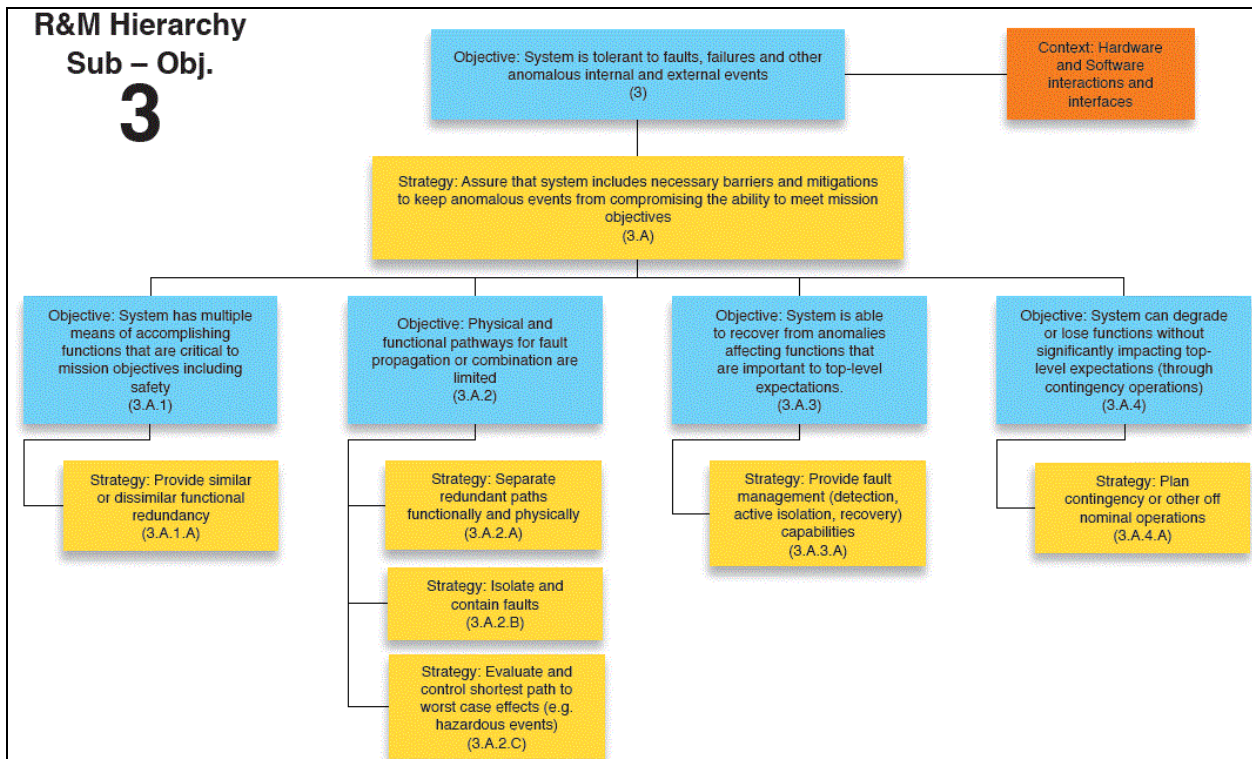 R&M Hierarchy
Sub – Obj.
3
Objective: System is tolerant to faults, failures and other
anomalous internal and external events
(3)
Context: Hardware
and Software
interactions and
interfaces
Strategy: Assure that system includes necessary barriers and mitigations
to keep anomalous events from compromising the ability to meet mission
objectives
(3.A)
Objective: System has multiple
means of accomplishing
functions that are critical to
mission objectives including
safety
(3.A.1)
Objective: Physical and
functional pathways for fault
propagation or combination are
limited
(3.A.2)
Objective: System is able
to recover from anomalies
affecting functions that
are important to top-level
expectations.
(3.A.3)
Objective: System can degrade
or lose functions without
significantly impacting top-
level expectations (through
contingency operations)
(3.A.4)
Strategy: Provide similar
or dissimilar functional
redundancy
(3.A.1.A)
Strategy: Separate
redundant paths
functionally and physically
(3.A.2.A)
Strategy: Isolate and
contain faults
(3.A.2.B)
Strategy: Evaluate and
control shortest path to
worst case effects (e.g.
hazardous events)
(3.A.2.C)
Strategy: Provide fault
management (detection,
active isolation, recovery)
capabilities
(3.A.3.A)
Strategy: Plan
contingency or other off
nominal operations
(3.A.4.A)